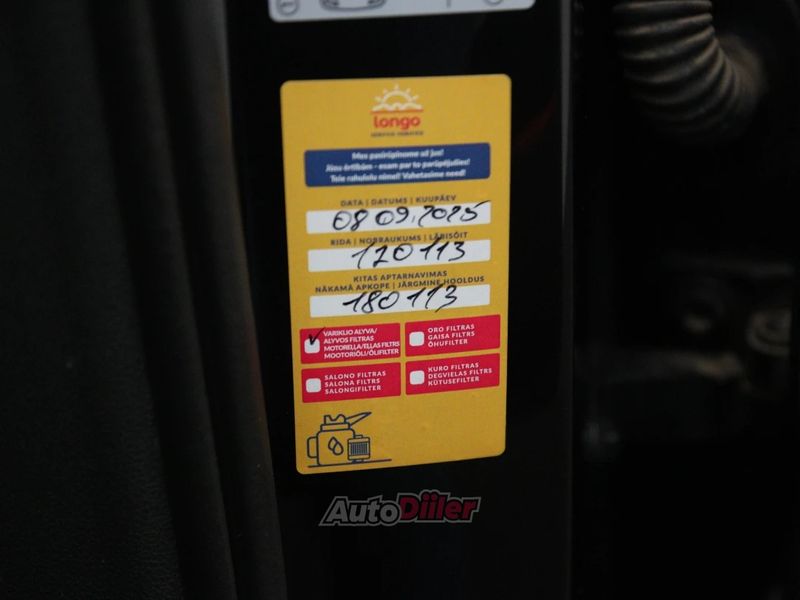 longo
Mes pasirūpinome už jus!
Jūsu ērtībām - esam par to parūpējušies!
Teie rahulolu nimel! Vahetasime need!
DATA | DATUMS | KUUPÄEV
08 09.2025
RIDA | NOBRAUKUMS | LÄBISÕIT
120113
KITAS APTARNAVIMAS
NĀKAMĀ APKOPE | JÄRGMINE HOOLDUS
180113
VARIKLIO ALYVA/
ALYVOS FILTRAS
MOTOREĻĻA/EĻĻAS FILTRS
MOOTORIÕLI/ÕLIFILTER
ORO FILTRAS
GAISA FILTRS
ÕHUFILTER
SALONO FILTRAS
SALONA FILTRS
SALONGIFILTER
KURO FILTRAS
DEGVIELAS FILTRS
KÜTUSEFILTER
AutoDiiler